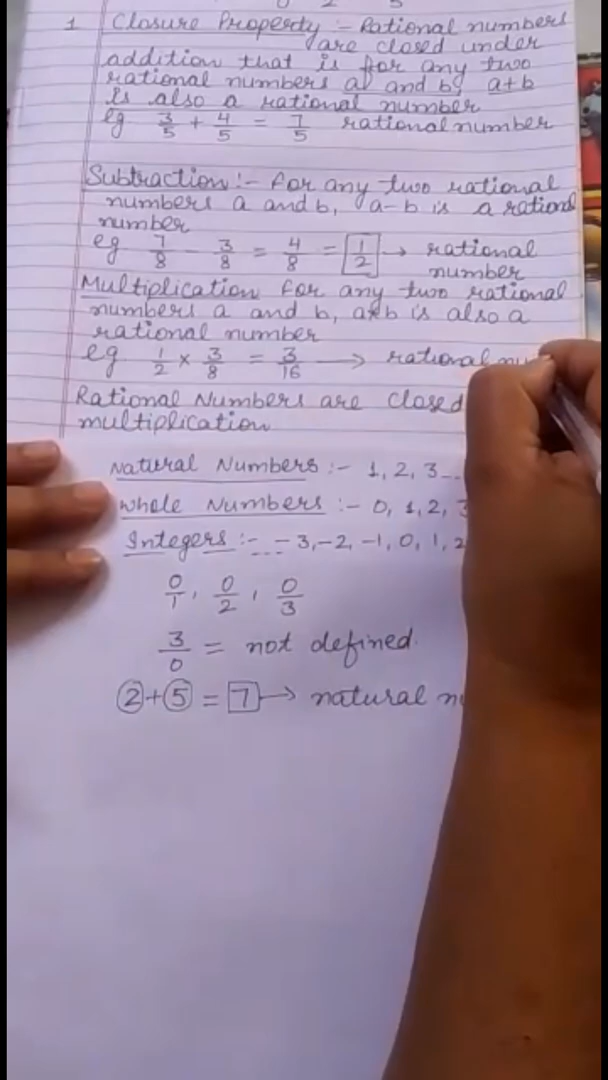 1 Closure Property :- Rational numbers
are closed under
addition that is for any two
rational numbers a and b, a+b
is also a rational number
eg 3/5 + 4/5 = 7/5 rational number
Subtraction :- for any two rational
numbers a and b, a-b is a rational
number
eg 7/8 - 3/8 = 4/8 = 1/2 → rational
number
Multiplication for any two rational
numbers a and b, a×b is also a
rational number
eg 1/2 × 3/8 = 3/16 → rational nu
Rational Numbers are closed
multiplication
Natural Numbers :- 1, 2, 3 --
Whole Numbers :- 0, 1, 2, 3
Integers :- --- -3, -2, -1, 0, 1, 2
0/1, 0/2, 0/3
3/0 = not defined.
2 + 5 = 7 → natural n